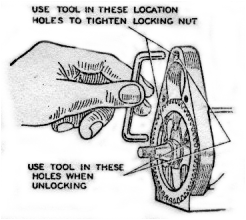 USE TOOL IN THESE LOCATION
HOLES TO TIGHTEN LOCKING NUT
USE TOOL IN THESE
HOLES WHEN
UNLOCKING